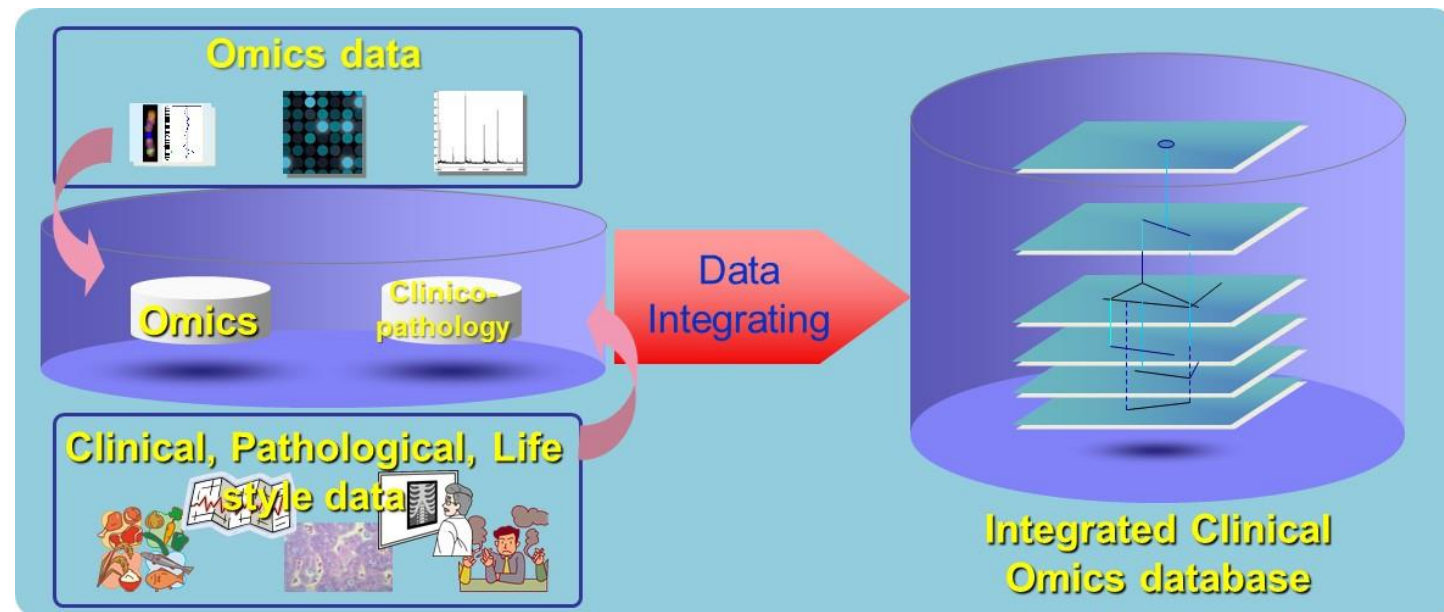 Omics data
Omics
Clinico-
pathology
Data
Integrating
Clinical, Pathological, Life
style data
Integrated Clinical
Omics database